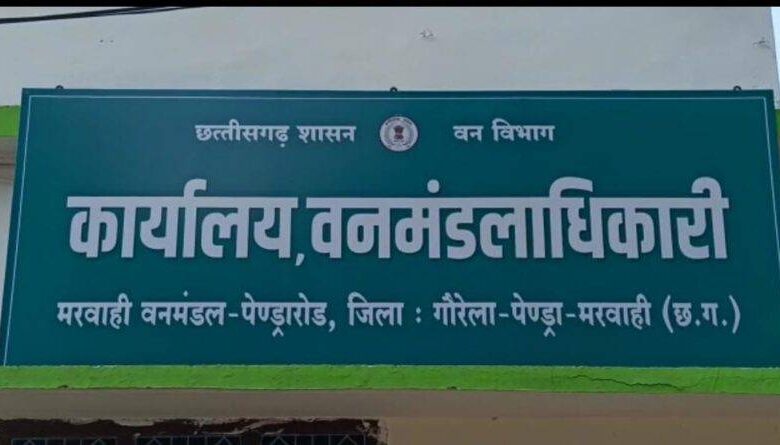 छत्तीसगढ़ शासन वन विभाग
कार्यालय, वनमंडलाधिकारी
मरवाही वनमंडल-पेण्ड्रारोड, जिला : गौरेला-पेण्ड्रा-मरवाही (छ.ग.)